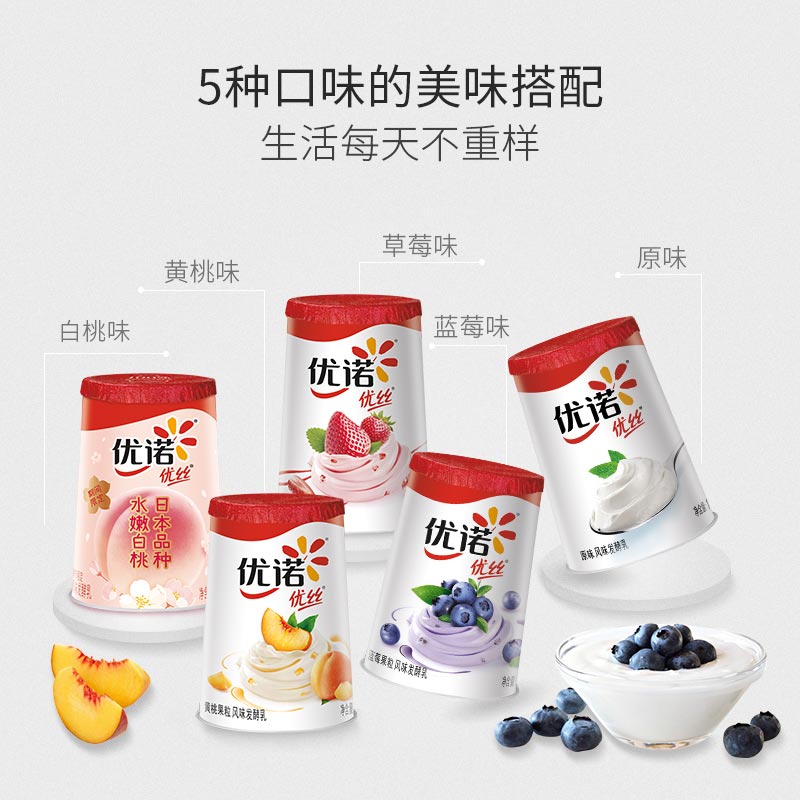 5种口味的美味搭配
生活每天不重样
草莓味
原味
黄桃味
蓝莓味
白桃味
优诺
优丝
优诺
优丝
优诺
优丝
日本品种
水嫩白桃
优诺
优丝
优诺
优丝
原味 风味发酵乳
蓝莓果粒 风味发酵乳
黄桃果粒 风味发酵乳